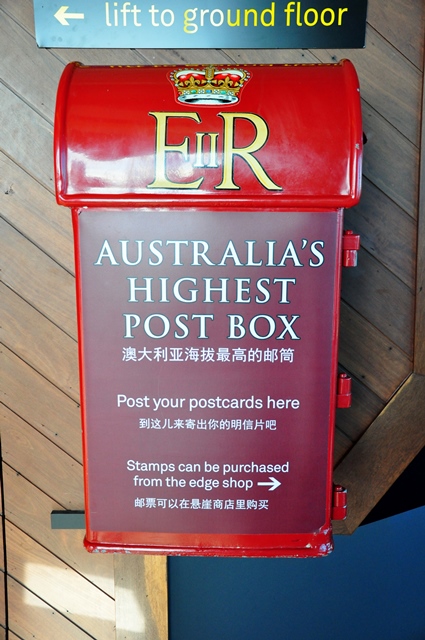 ← lift to ground floor
EIIR
AUSTRALIA'S
HIGHEST
POST BOX
澳大利亚海拔最高的邮筒
Post your postcards here
到这儿来寄出你的明信片吧
Stamps can be purchased
from the edge shop →
邮票可以在悬崖商店里购买